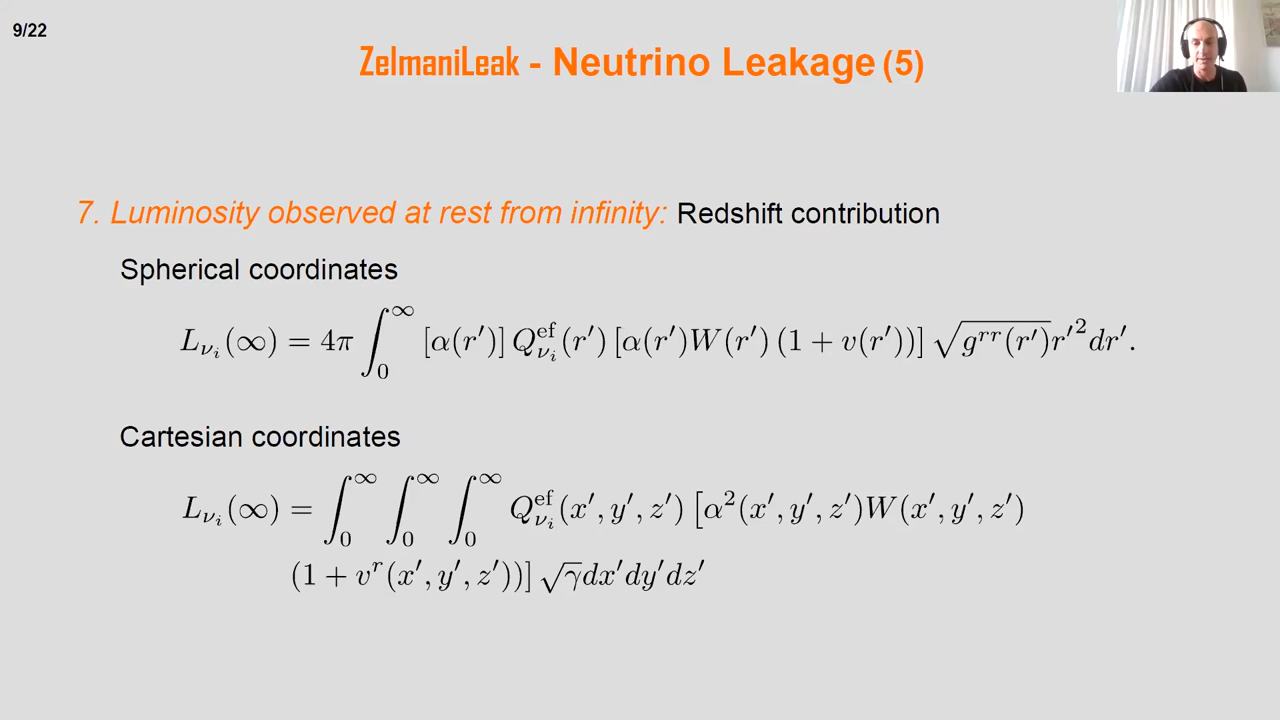 9/22
ZelmaniLeak - Neutrino Leakage (5)
7. Luminosity observed at rest from infinity: Redshift contribution
Spherical coordinates
L_{ν_i}(∞) = 4π ∫_0^∞ [α(r′)] Q^{ef}_{ν_i}(r′) [α(r′)W(r′) (1 + v(r′))] √(g^{rr}(r′)) r′^2 dr′.
Cartesian coordinates
L_{ν_i}(∞) = ∫_0^∞ ∫_0^∞ ∫_0^∞ Q^{ef}_{ν_i}(x′, y′, z′) [α^2(x′, y′, z′)W(x′, y′, z′)
(1 + v^r(x′, y′, z′))] √γ dx′dy′dz′